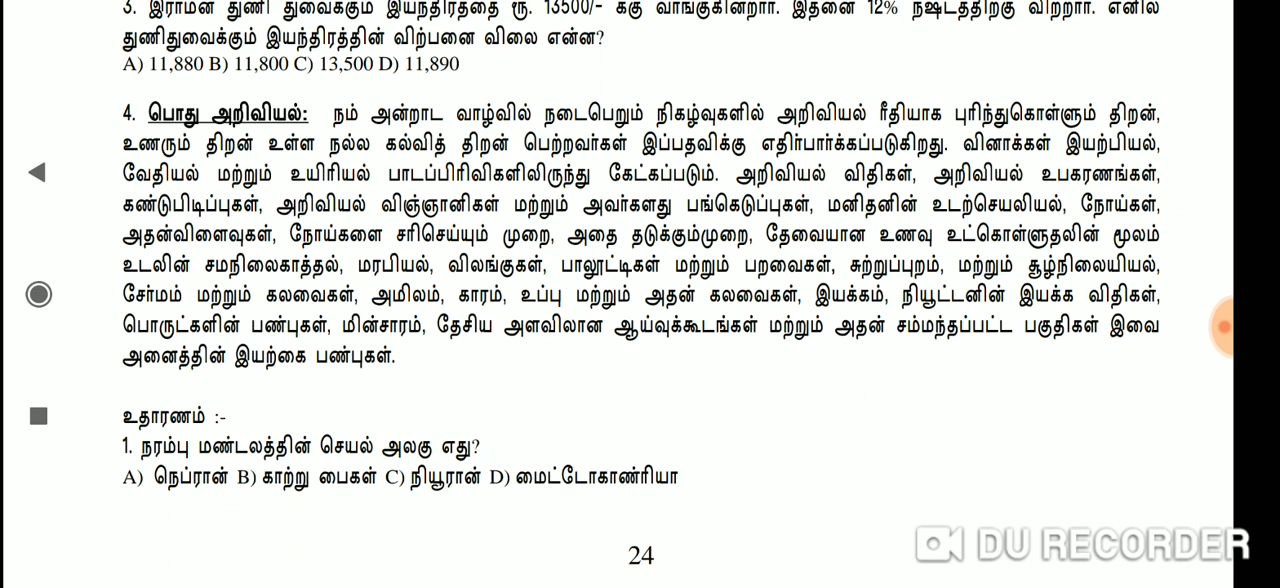 3. இராமன் துணி துவைக்கும் இயந்திரத்தை ரூ. 13500/- க்கு வாங்குகின்றார். இதனை 12% நஷ்டத்திற்கு விற்றார். எனில்
துணிதுவைக்கும் இயந்திரத்தின் விற்பனை விலை என்ன?
A) 11,880 B) 11,800 C) 13,500 D) 11,890
4. பொது அறிவியல்: நம் அன்றாட வாழ்வில் நடைபெறும் நிகழ்வுகளில் அறிவியல் ரீதியாக புரிந்துகொள்ளும் திறன்,
உணரும் திறன் உள்ள நல்ல கல்வித் திறன் பெற்றவர்கள் இப்பதவிக்கு எதிர்பார்க்கப்படுகிறது. வினாக்கள் இயற்பியல்,
வேதியல் மற்றும் உயிரியல் பாடப்பிரிவிகளிலிருந்து கேட்கப்படும். அறிவியல் விதிகள், அறிவியல் உபகரணங்கள்,
கண்டுபிடிப்புகள், அறிவியல் விஞ்ஞானிகள் மற்றும் அவர்களது பங்கெடுப்புகள், மனிதனின் உடற்செயலியல், நோய்கள்,
அதன்விளைவுகள், நோய்களை சரிசெய்யும் முறை, அதை தடுக்கும்முறை, தேவையான உணவு உட்கொள்ளுதலின் மூலம்
உடலின் சமநிலைகாத்தல், மரபியல், விலங்குகள், பாலூட்டிகள் மற்றும் பறவைகள், சுற்றுப்புறம், மற்றும் சூழ்நிலையியல்,
சேர்மம் மற்றும் கலவைகள், அமிலம், காரம், உப்பு மற்றும் அதன் கலவைகள், இயக்கம், நியூட்டனின் இயக்க விதிகள்,
பொருட்களின் பண்புகள், மின்சாரம், தேசிய அளவிலான ஆய்வுக்கூடங்கள் மற்றும் அதன் சம்மந்தப்பட்ட பகுதிகள் இவை
அனைத்தின் இயற்கை பண்புகள்.
உதாரணம் :-
1. நரம்பு மண்டலத்தின் செயல் அலகு எது?
A) நெப்ரான் B) காற்று பைகள் C) நியூரான் D) மைட்டோகாண்ரியா
24
DU RECORDER